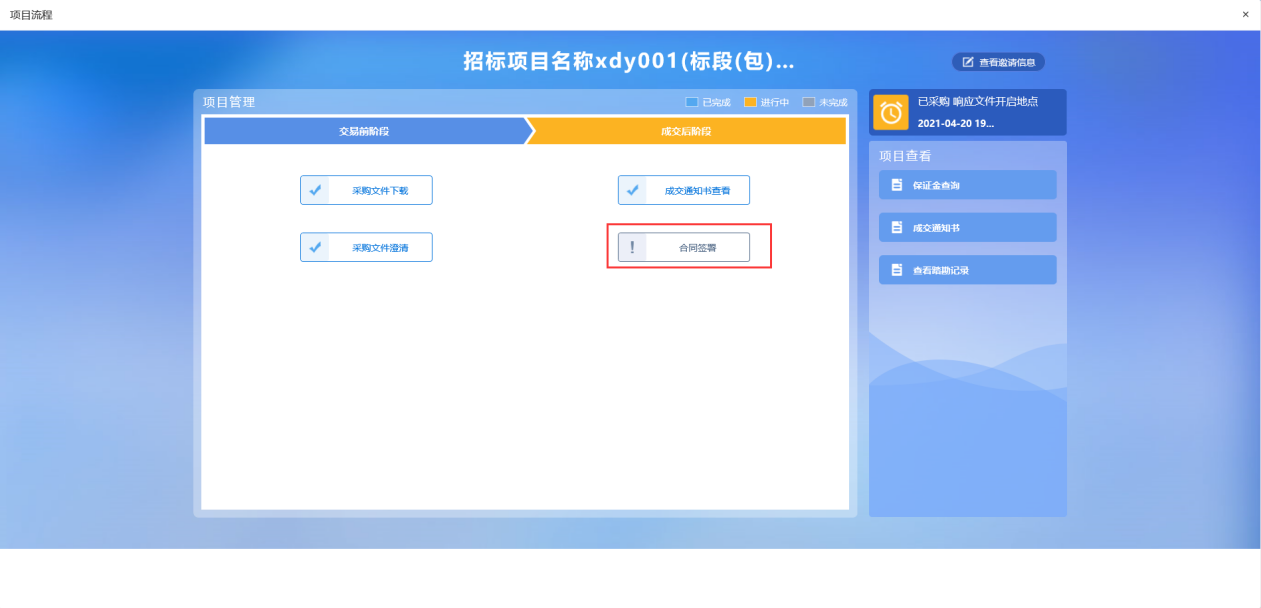 项目流程
×
招标项目名称xdy001(标段(包)...
查看邀请信息
项目管理
已完成 进行中 未完成
交易前阶段
成交后阶段
采购文件下载
成交通知书查看
采购文件澄清
! 合同签署
已采购 响应文件开启地点
2021-04-20 19...
项目查看
保证金查询
成交通知书
查看踏勘记录